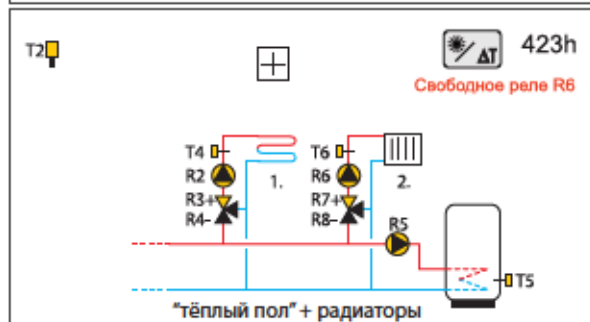 T2
423h
ΔT
Свободное реле R6
T4
T6
R2
1.
R6
2.
R3+
R7+
R4-
R8-
R5
T5
"тёплый пол" + радиаторы